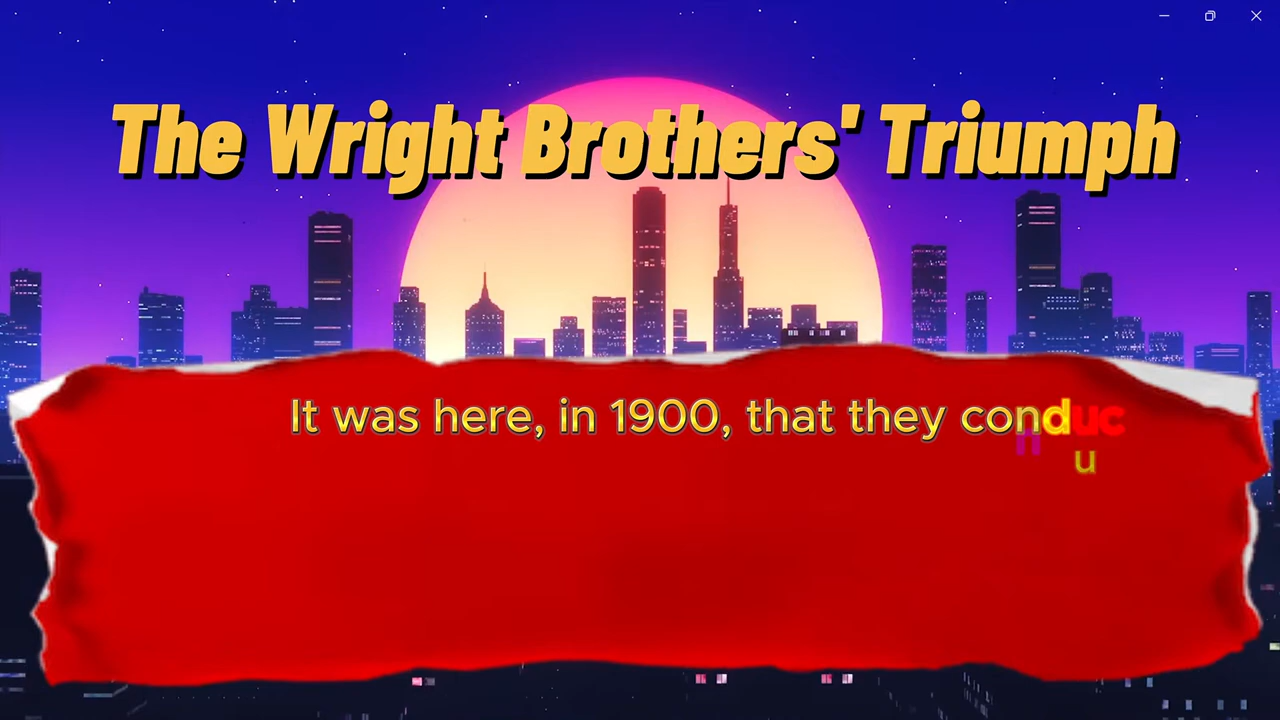 The Wright Brothers' Triumph
It was here, in 1900, that they conduc